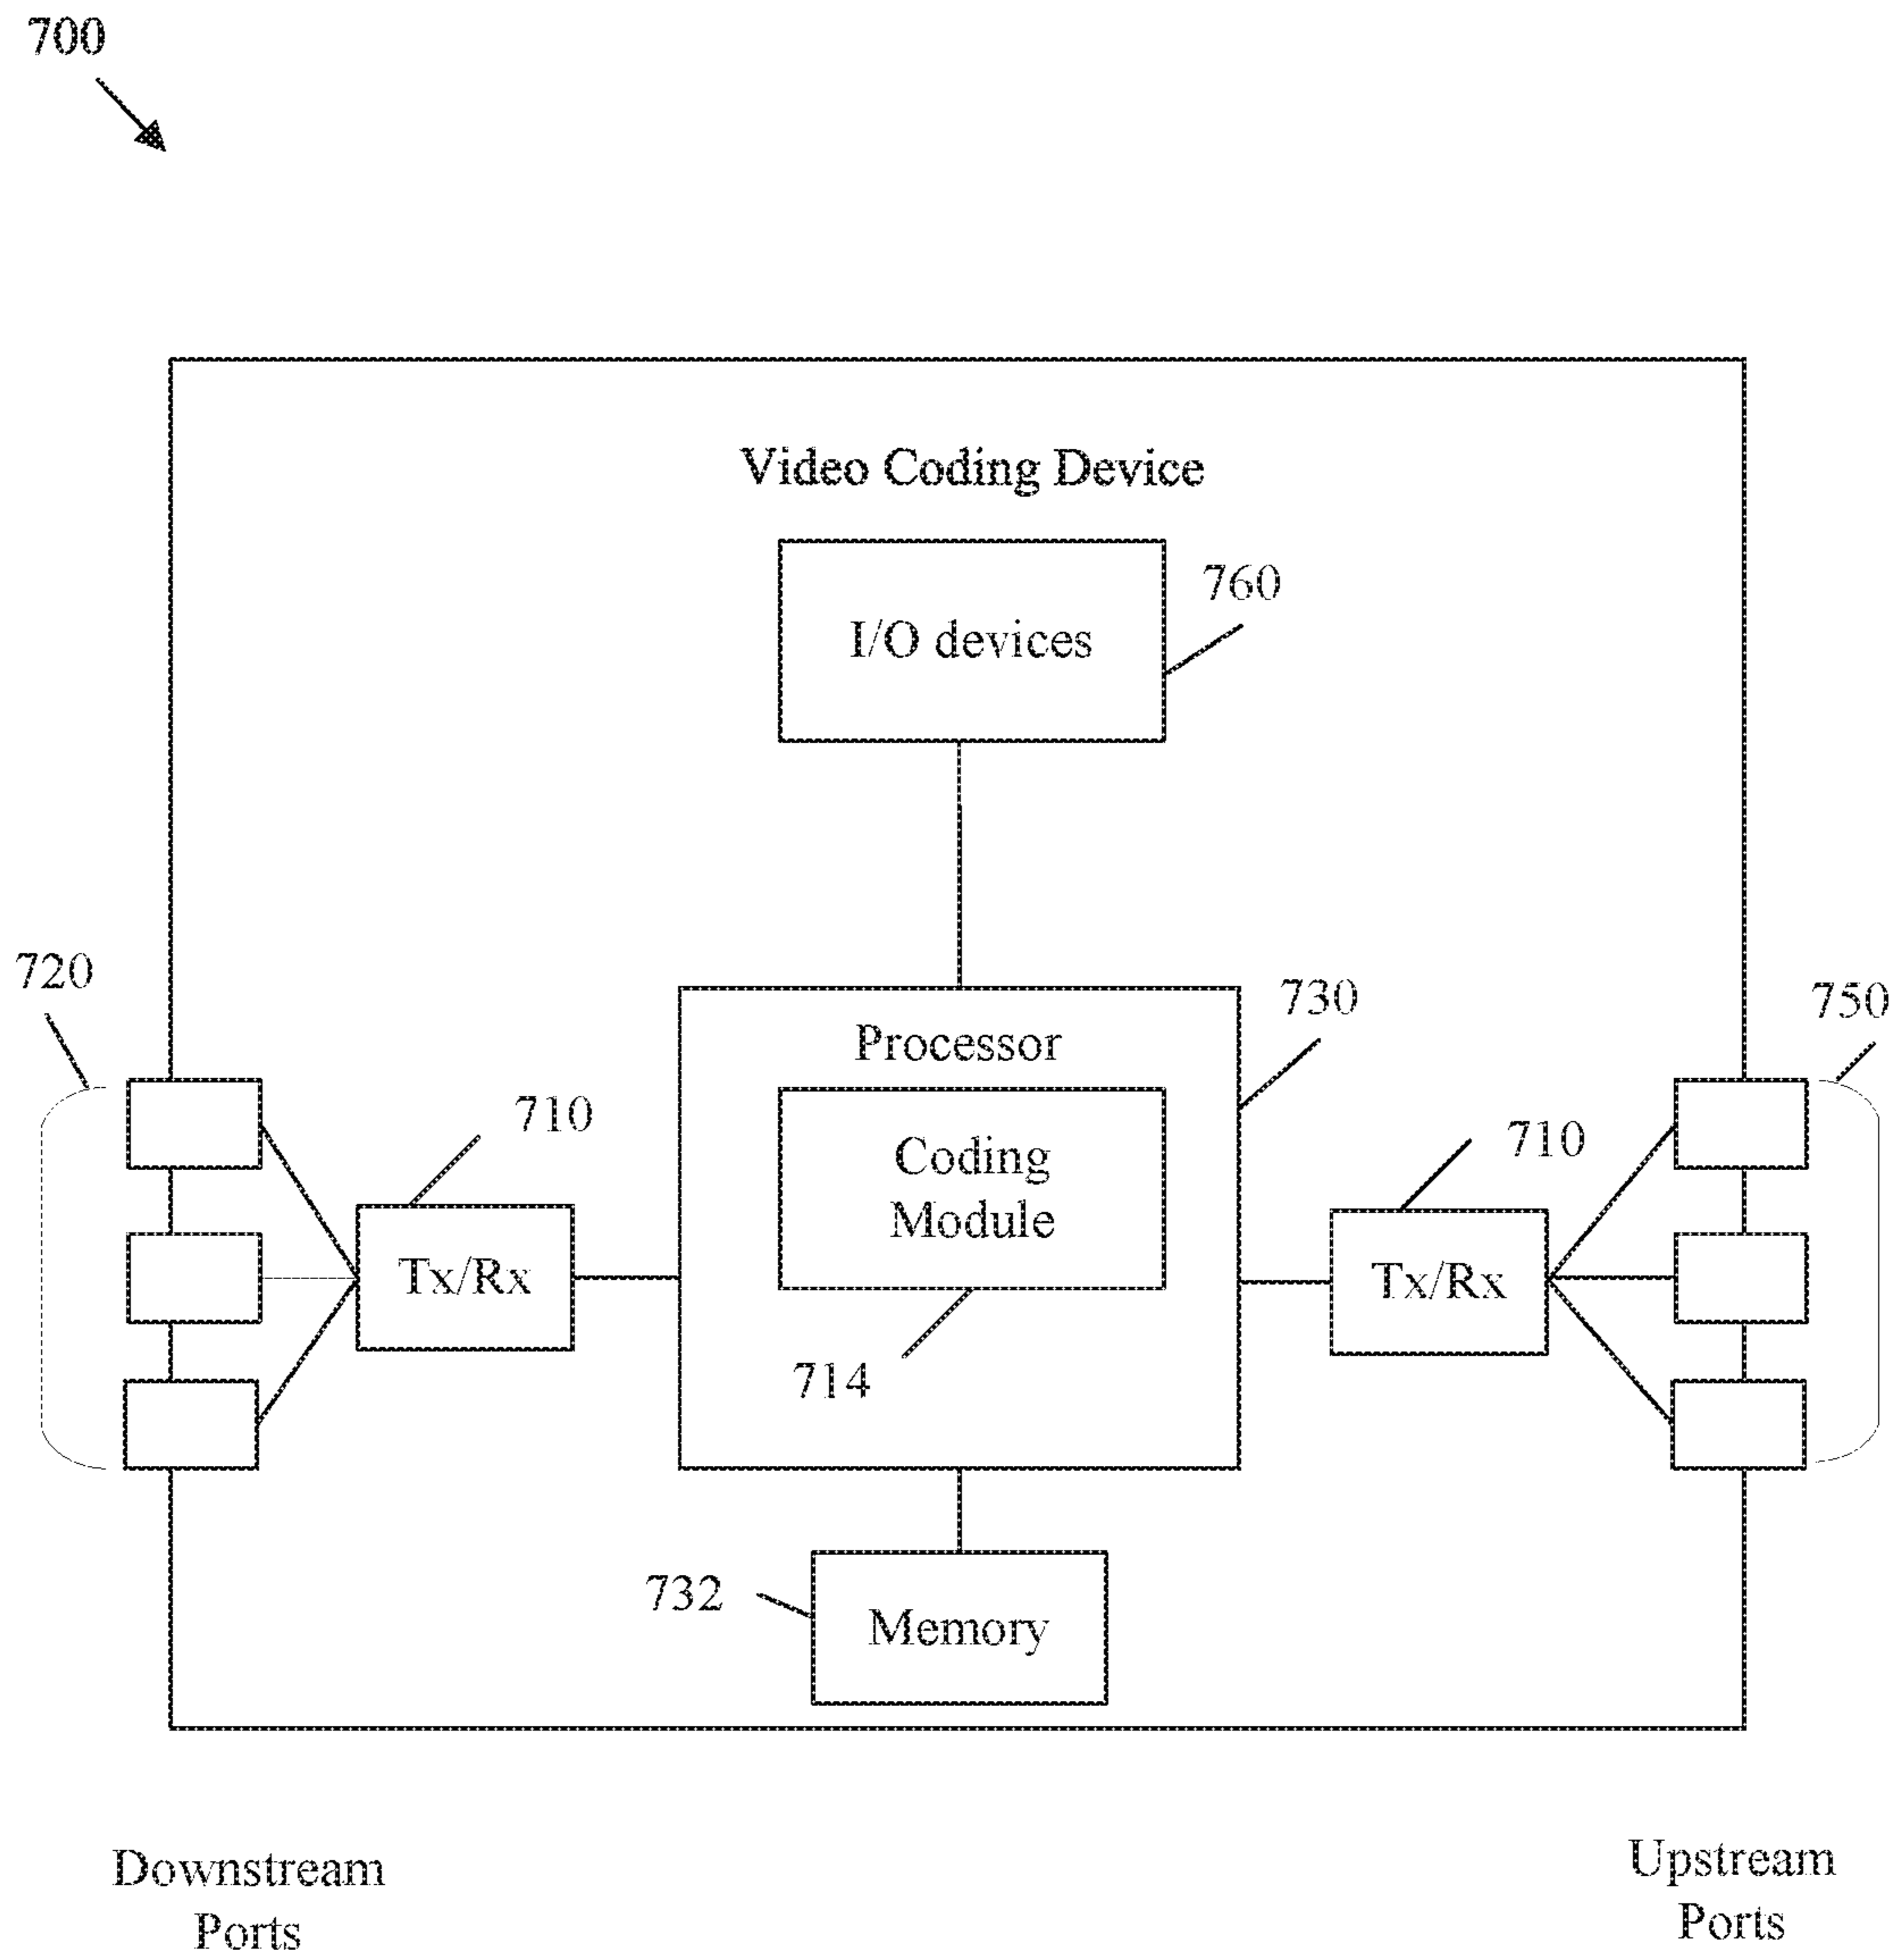 700
Video Coding Device
I/O devices
760
720
730
750
Processor
710
710
Coding
Module
Tx/Rx
Tx/Rx
714
732
Memory
Downstream
Ports
Upstream
Ports